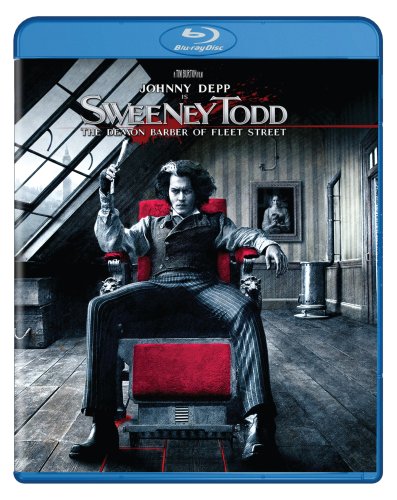 Blu-ray Disc
A TIM BURTON FILM
JOHNNY DEPP
IS
SWEENEY TODD
THE DEMON BARBER OF FLEET STREET